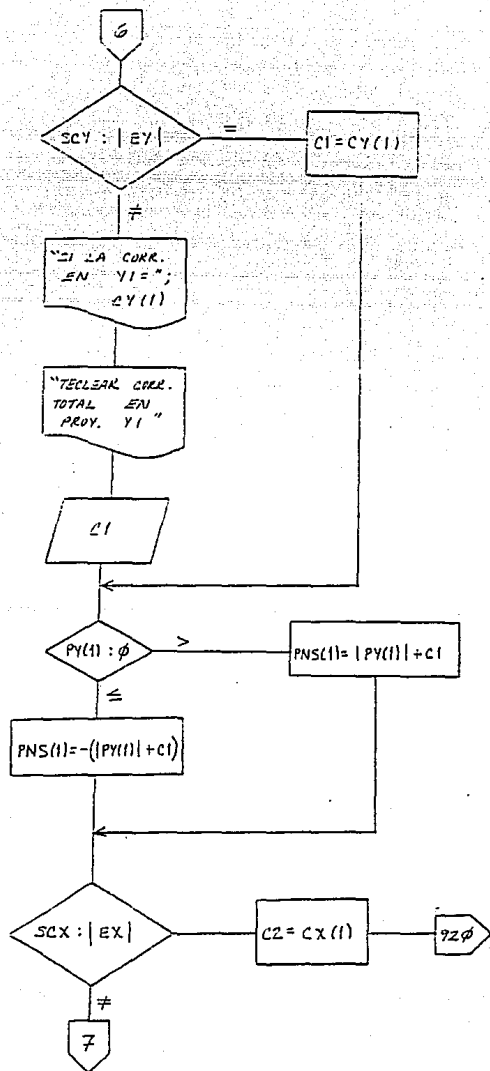 6
SCY : |EY|
=
C1 = CY(1)
≠
"SI LA CORR.
EN Y1 = ";
CY(1)
"TECLEAR CORR.
TOTAL EN
PROY. Y1 "
C1
PY(1) : φ
>
PNS(1) = |PY(1)| + C1
≤
PNS(1) = -(|PY(1)| + C1)
SCX : |EX|
C2 = CX(1)
92φ
≠
7